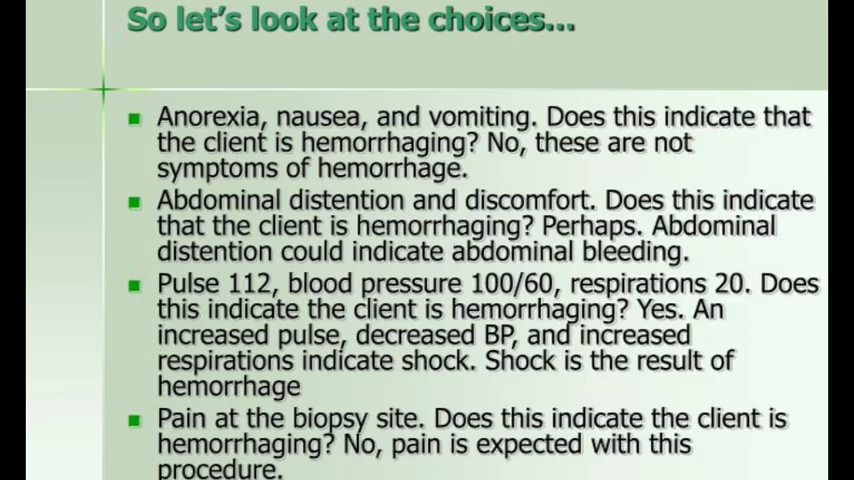 So let's look at the choices...
Anorexia, nausea, and vomiting. Does this indicate that
the client is hemorrhaging? No, these are not
symptoms of hemorrhage.
Abdominal distention and discomfort. Does this indicate
that the client is hemorrhaging? Perhaps. Abdominal
distention could indicate abdominal bleeding.
Pulse 112, blood pressure 100/60, respirations 20. Does
this indicate the client is hemorrhaging? Yes. An
increased pulse, decreased BP, and increased
respirations indicate shock. Shock is the result of
hemorrhage
Pain at the biopsy site. Does this indicate the client is
hemorrhaging? No, pain is expected with this
procedure.